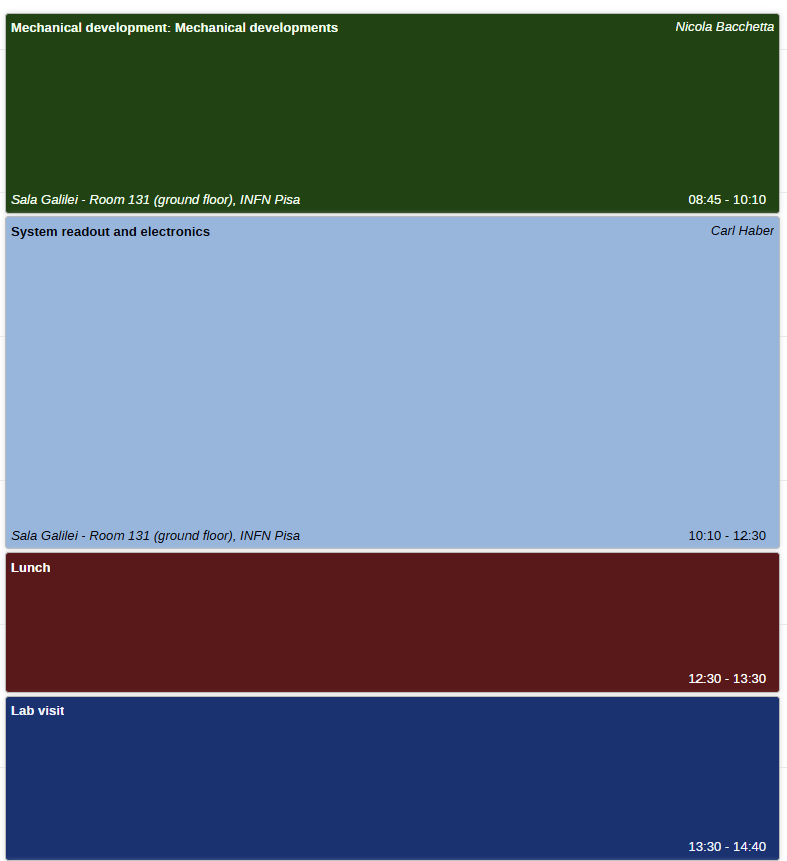 Mechanical development: Mechanical developments Nicola Bacchetta
Sala Galilei - Room 131 (ground floor), INFN Pisa 08:45 - 10:10
System readout and electronics Carl Haber
Sala Galilei - Room 131 (ground floor), INFN Pisa 10:10 - 12:30
Lunch
12:30 - 13:30
Lab visit
13:30 - 14:40